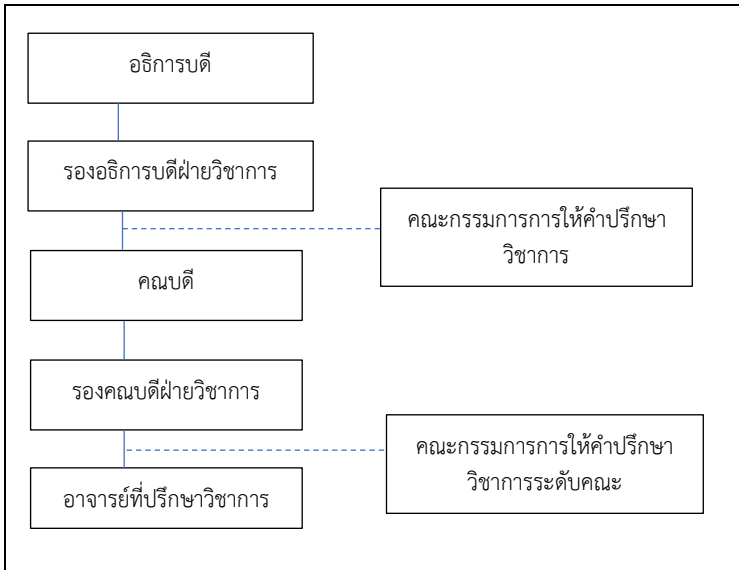 อธิการบดี
รองอธิการบดีฝ่ายวิชาการ
คณะกรรมการการให้คำปรึกษา
วิชาการ
คณบดี
รองคณบดีฝ่ายวิชาการ
คณะกรรมการการให้คำปรึกษา
วิชาการระดับคณะ
อาจารย์ที่ปรึกษาวิชาการ